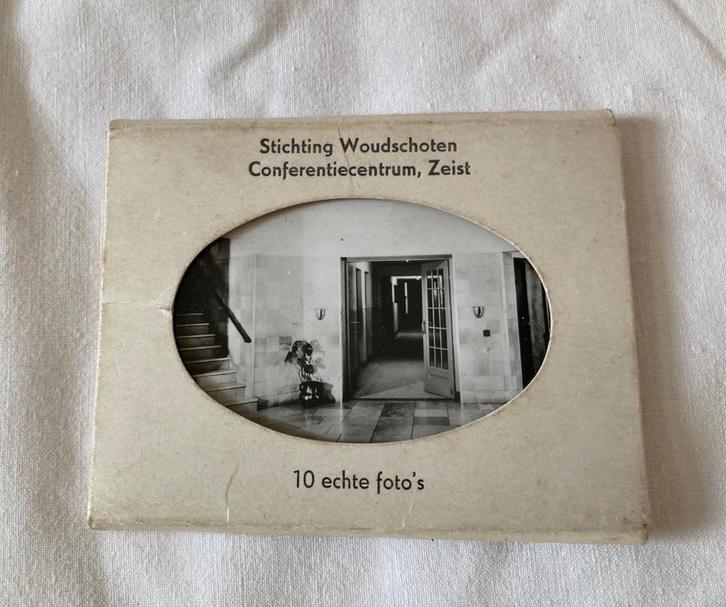 Stichting Woudschoten
Conferentiecentrum, Zeist
10 echte foto's